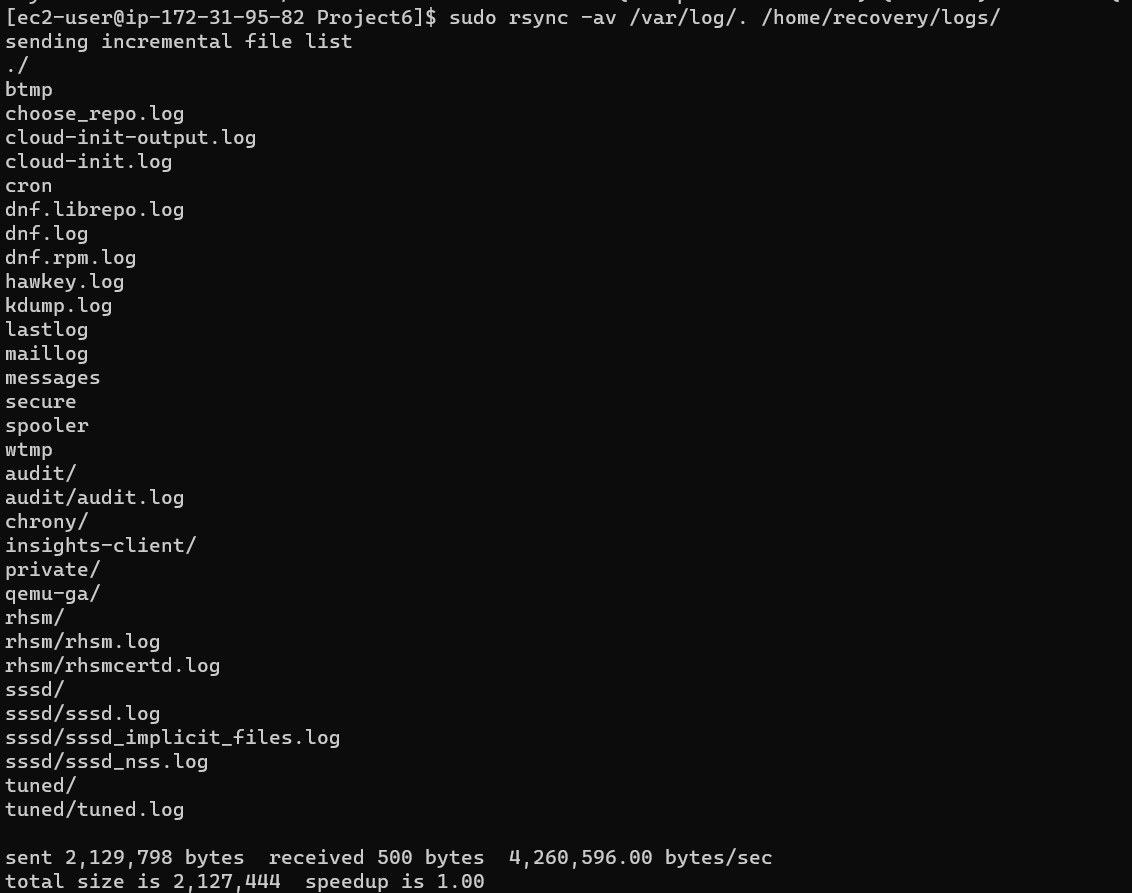 [ec2-user@ip-172-31-95-82 Project6]$ sudo rsync -av /var/log/. /home/recovery/logs/
sending incremental file list
./
btmp
choose_repo.log
cloud-init-output.log
cloud-init.log
cron
dnf.librepo.log
dnf.log
dnf.rpm.log
hawkey.log
kdump.log
lastlog
maillog
messages
secure
spooler
wtmp
audit/
audit/audit.log
chrony/
insights-client/
private/
qemu-ga/
rhsm/
rhsm/rhsm.log
rhsm/rhsmcertd.log
sssd/
sssd/sssd.log
sssd/sssd_implicit_files.log
sssd/sssd_nss.log
tuned/
tuned/tuned.log
sent 2,129,798 bytes  received 500 bytes  4,260,596.00 bytes/sec
total size is 2,127,444  speedup is 1.00